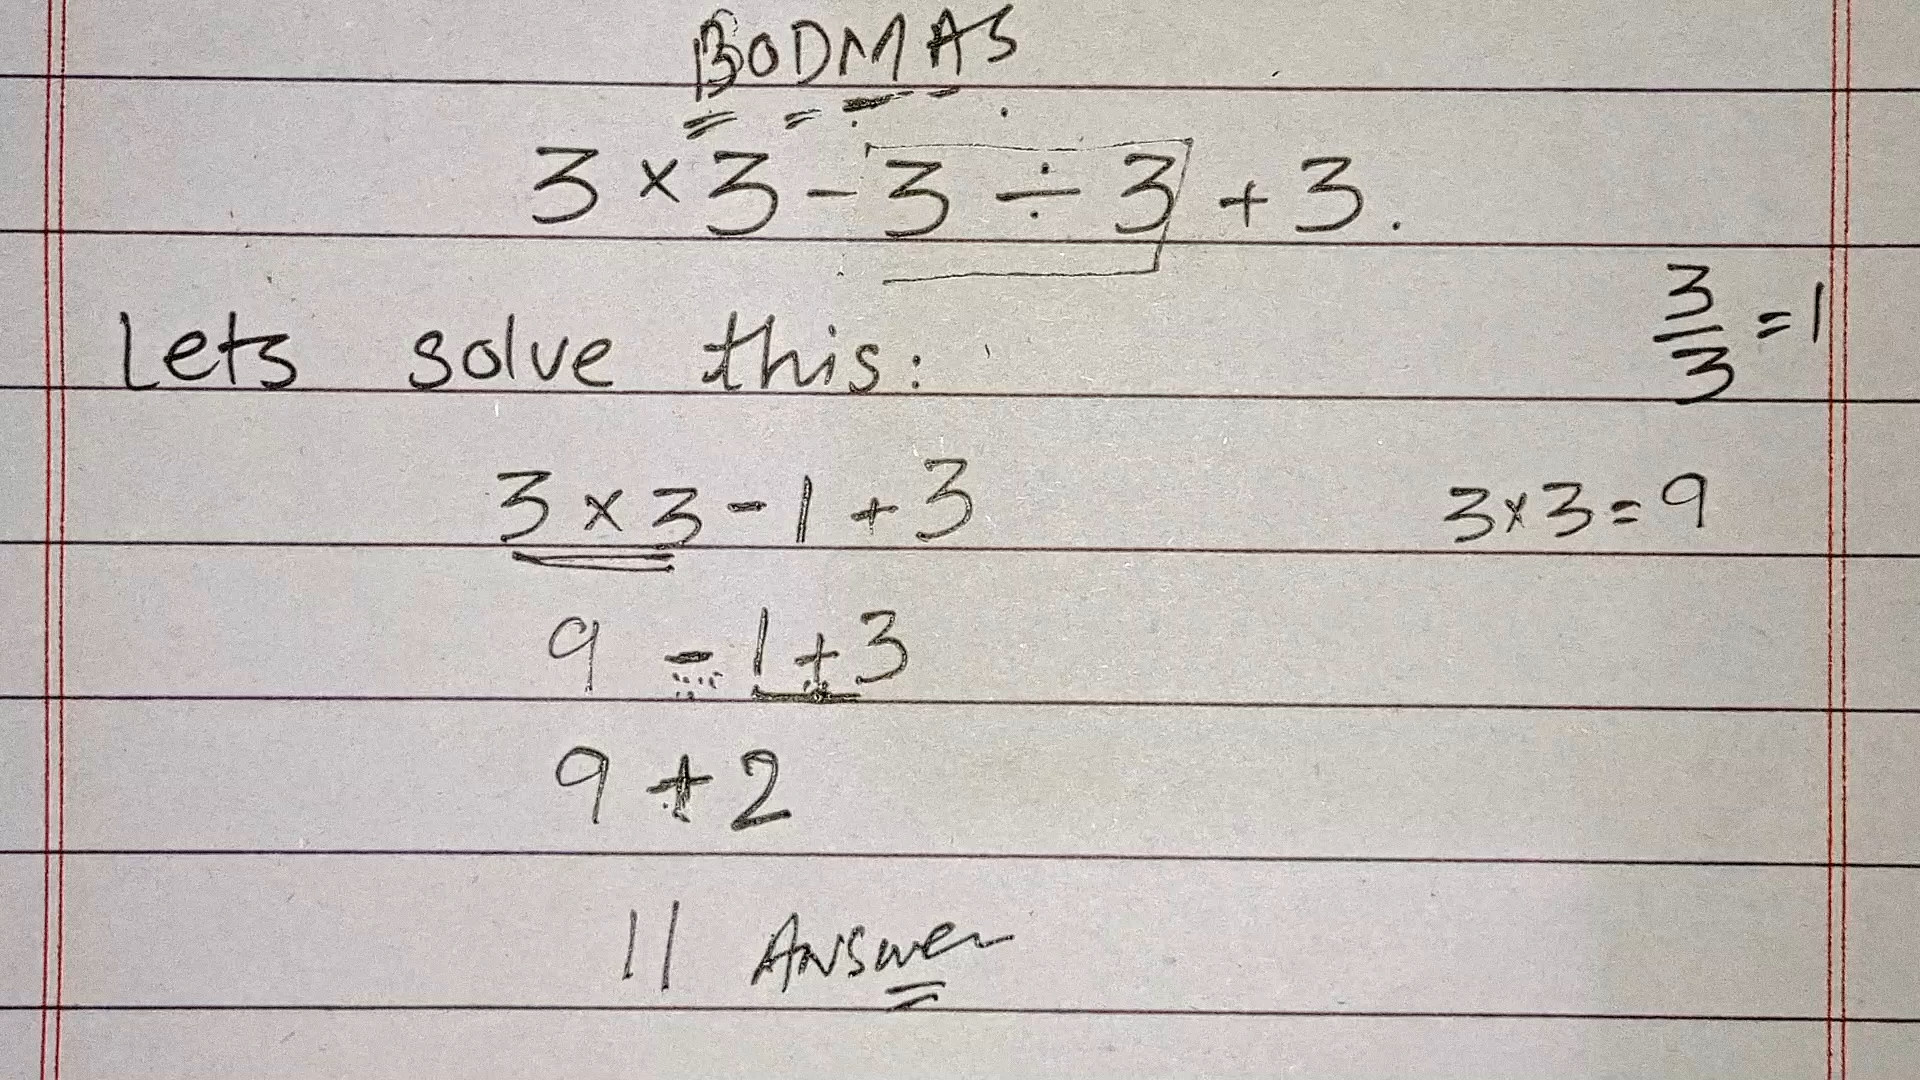 BODMAS
3 × 3 - 3 ÷ 3 + 3.
Lets solve this:
3/3 = 1
3 × 3 - 1 + 3
3×3=9
9 - 1 + 3
9 + 2
11 Answer